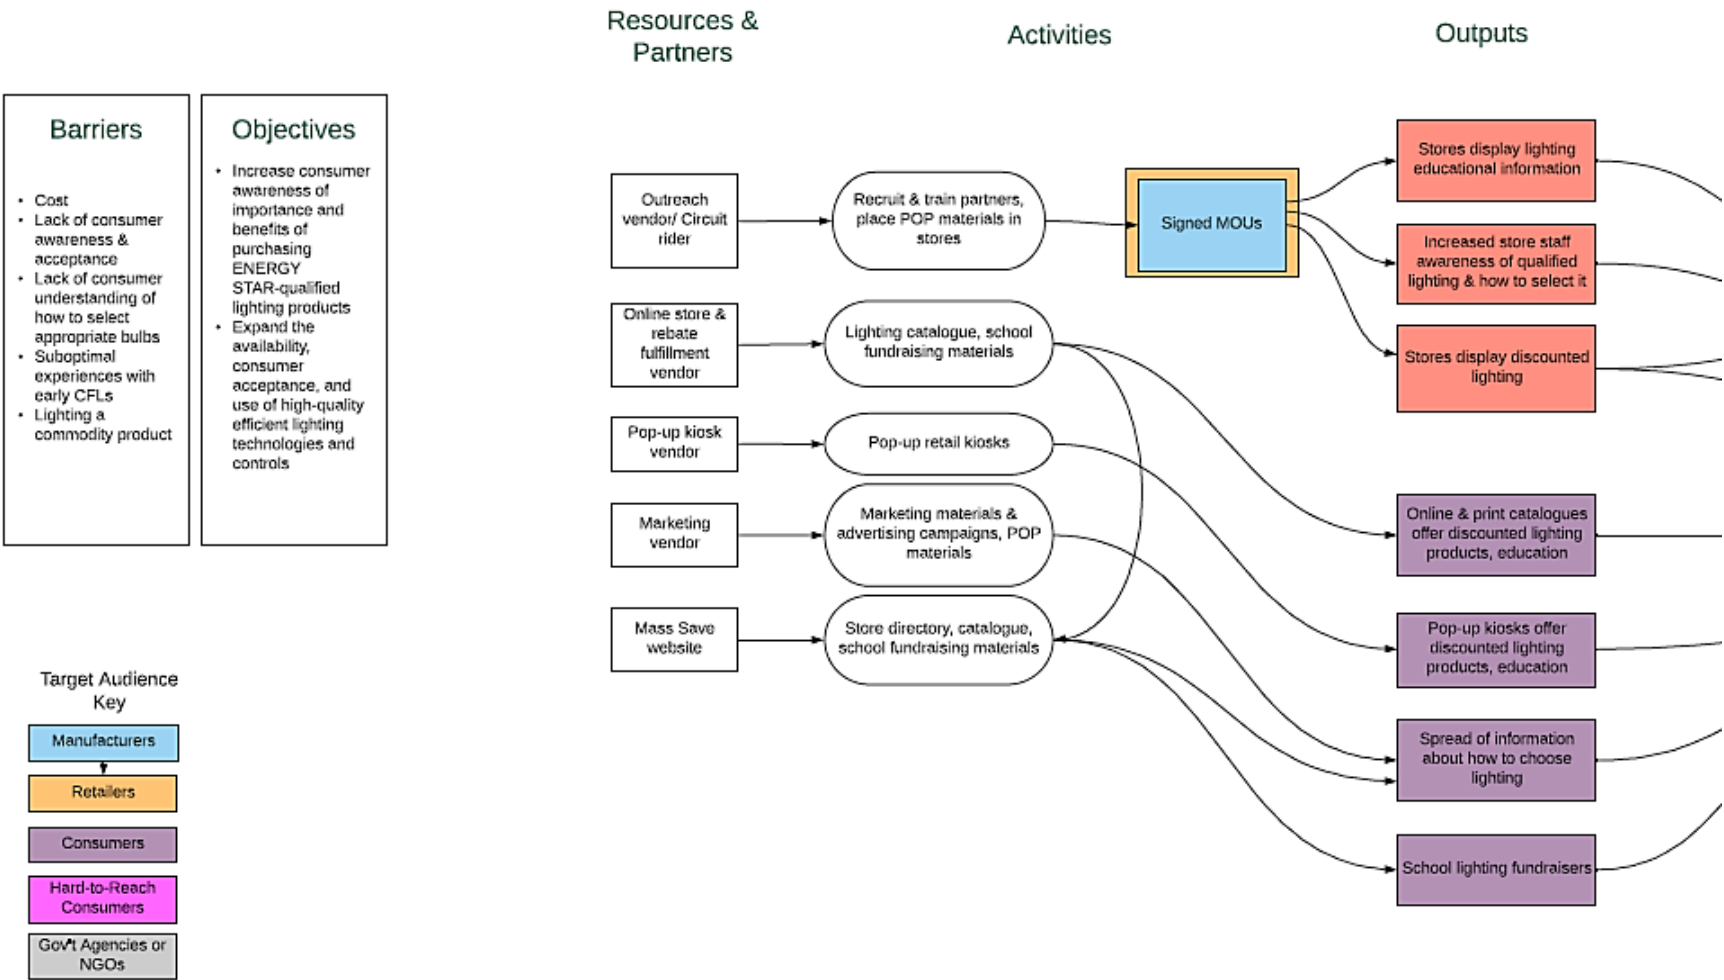 Resources &
Partners
Activities
Outputs
Barriers
• Cost
• Lack of consumer
awareness &
acceptance
• Lack of consumer
understanding of
how to select
appropriate bulbs
• Suboptimal
experiences with
early CFLs
• Lighting a
commodity product
Objectives
• Increase consumer
awareness of
importance and
benefits of
purchasing
ENERGY
STAR-qualified
lighting products
• Expand the
availability,
consumer
acceptance, and
use of high-quality
efficient lighting
technologies and
controls
Outreach
vendor/ Circuit
rider
Recruit & train partners,
place POP materials in
stores
Signed MOUs
Stores display lighting
educational information
Increased store staff
awareness of qualified
lighting & how to select it
Stores display discounted
lighting
Online store &
rebate
fulfillment
vendor
Lighting catalogue, school
fundraising materials
Pop-up kiosk
vendor
Pop-up retail kiosks
Marketing
vendor
Marketing materials &
advertising campaigns, POP
materials
Online & print catalogues
offer discounted lighting
products, education
Mass Save
website
Store directory, catalogue,
school fundraising materials
Pop-up kiosks offer
discounted lighting
products, education
Spread of information
about how to choose
lighting
School lighting fundraisers
Target Audience
Key
Manufacturers
Retailers
Consumers
Hard-to-Reach
Consumers
Gov't Agencies or
NGOs